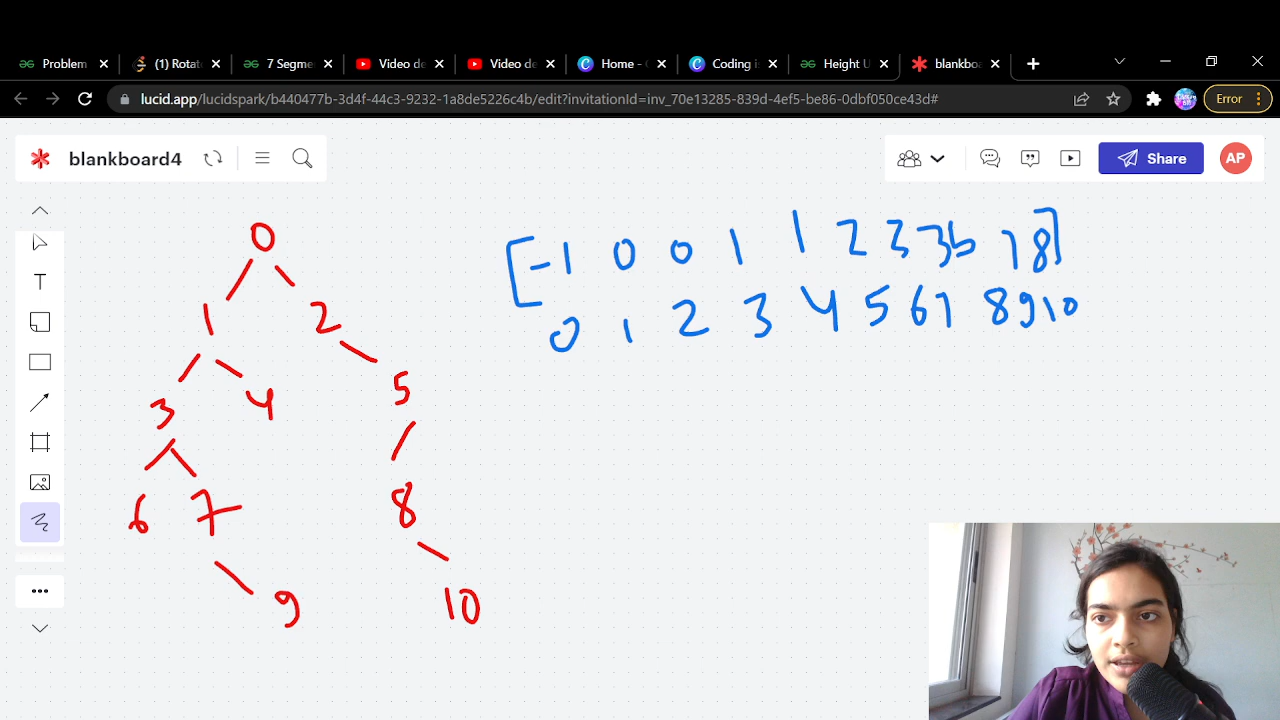 Problem
(1) Rotat
7 Segme
Video de
Video de
Home - 
Coding is
Height U
blankboa
lucid.app/lucidspark/b440477b-3d4f-44c3-9232-1a8de5226c4b/edit?invitationId=inv_70e13285-839d-4ef5-be86-0dbf050ce43d#
Error
blankboard4
Share
AP
T
0
1 2
3 4 5
6 7 8
9 10
[-1 0 0 1 1 2 3 3 5 7 8]
0 1 2 3 4 5 6 7 8 9 10